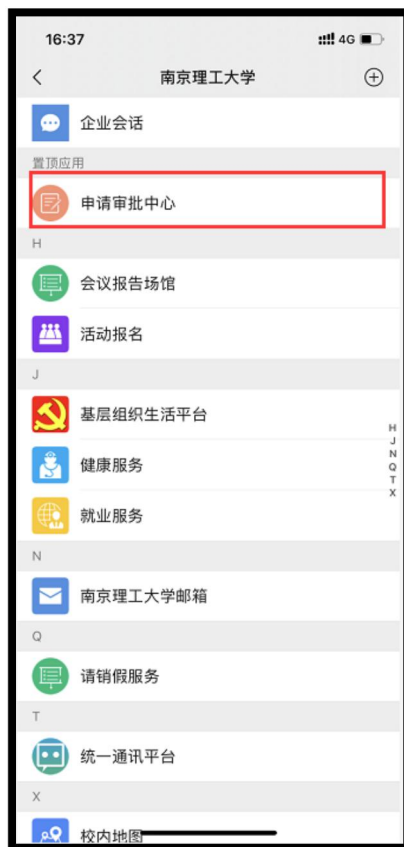 16:37
4G
南京理工大学
企业会话
置顶应用
申请审批中心
H
会议报告场馆
活动报名
J
基层组织生活平台
健康服务
就业服务
H
J
N
Q
T
X
N
南京理工大学邮箱
Q
请销假服务
T
统一通讯平台
X
校内地图